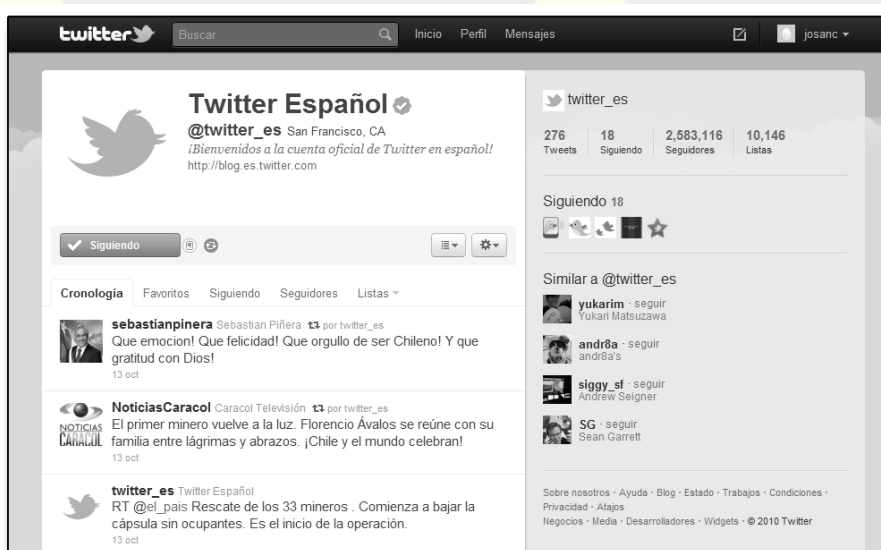 twitter
Buscar
Inicio Perfil Mensajes
josanc
Twitter Español
@twitter_es San Francisco, CA
¡Bienvenidos a la cuenta oficial de Twitter en español!
http://blog.es.twitter.com
Siguiendo
Cronología Favoritos Siguiendo Seguidores Listas
sebastianpinera Sebastian Piñera por twitter_es
Que emocion! Que felicidad! Que orgullo de ser Chileno! Y que
gratitud con Dios!
13 oct
NOTICIAS
CARACOL
NoticiasCaracol Caracol Televisión por twitter_es
El primer minero vuelve a la luz. Florencio Ávalos se reúne con su
familia entre lágrimas y abrazos. ¡Chile y el mundo celebran!
13 oct
twitter_es Twitter Español
RT @el_pais Rescate de los 33 mineros . Comienza a bajar la
cápsula sin ocupantes. Es el inicio de la operación.
13 oct
twitter_es
276 18 2,583,116 10,146
Tweets Siguiendo Seguidores Listas
Siguiendo 18
Similar a @twitter_es
yukarim · seguir
Yukari Matsuzawa
andr8a · seguir
andr8a's
siggy_sf · seguir
Andrew Seigner
SG · seguir
Sean Garrett
Sobre nosotros · Ayuda · Blog · Estado · Trabajos · Condiciones ·
Privacidad · Atajos
Negocios · Media · Desarrolladores · Widgets · © 2010 Twitter